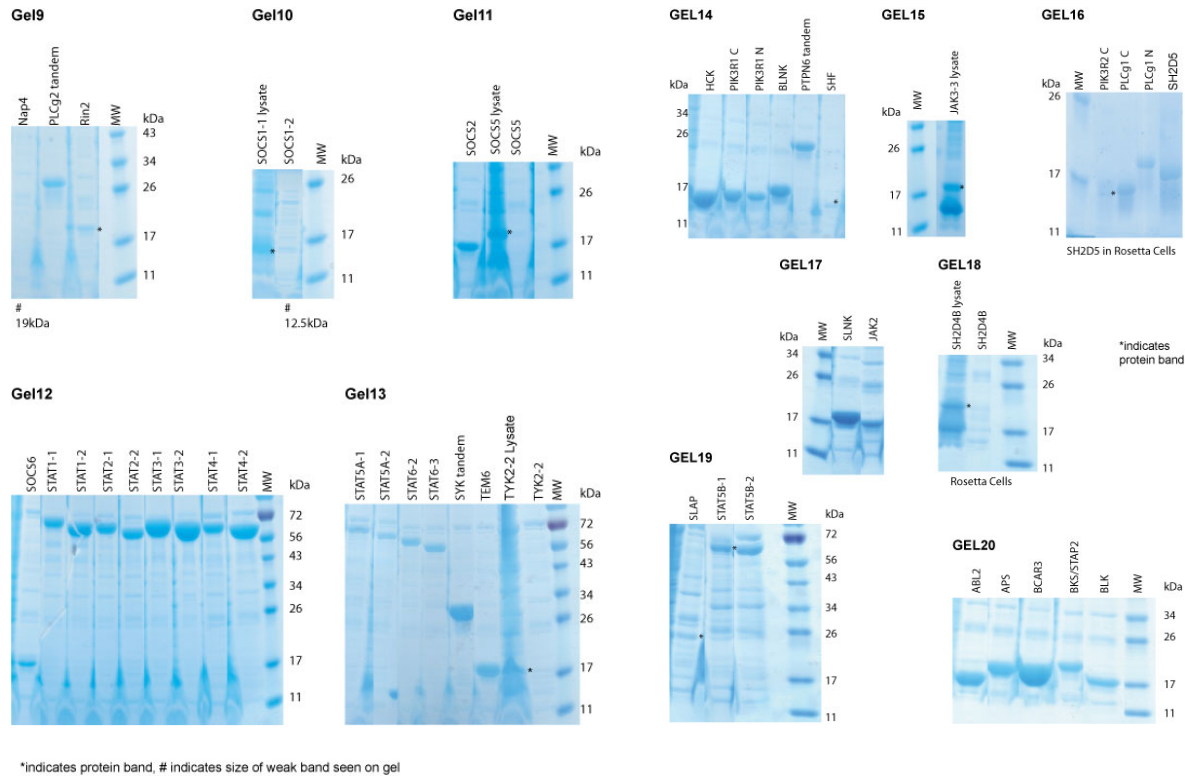 Gel9
Nap4
PLCg2 tandem
Rin2
MW
kDa
43
34
26
17
11
*
#
19kDa
Gel10
SOCS1-1 lysate
SOCS1-2
MW
kDa
26
17
11
*
#
12.5kDa
Gel11
SOCS2
SOCS5 lysate
SOCS5
MW
kDa
26
17
11
*
GEL14
kDa
HCK
PIK3R1 C
PIK3R1 N
BLNK
PTPN6 tandem
SHF
34
26
17
11
*
GEL15
kDa
MW
JAK3-3 lysate
26
17
11
*
GEL16
kDa
MW
PIK3R2 C
PLCg1 C
PLCg1 N
SH2D5
26
17
11
*
SH2D5 in Rosetta Cells
GEL17
kDa
MW
SLNK
JAK2
34
26
17
11
GEL18
SH2D4B lysate
SH2D4B
MW
kDa
34
26
17
11
*
Rosetta Cells
*indicates
protein band
Gel12
SOCS6
STAT1-1
STAT1-2
STAT2-1
STAT2-2
STAT3-1
STAT3-2
STAT4-1
STAT4-2
MW
kDa
72
56
43
34
26
17
11
Gel13
STAT5A-1
STAT5A-2
STAT6-2
STAT6-3
SYK tandem
TEM6
TYK2-2 Lysate
TYK2-2
MW
kDa
72
56
43
34
26
17
11
*
GEL19
SLAP
STAT5B-1
STAT5B-2
MW
kDa
72
56
43
34
26
17
11
*
*
GEL20
ABL2
APS
BCAR3
BKS/STAP2
BLK
MW
kDa
34
26
17
11
*indicates protein band, # indicates size of weak band seen on gel